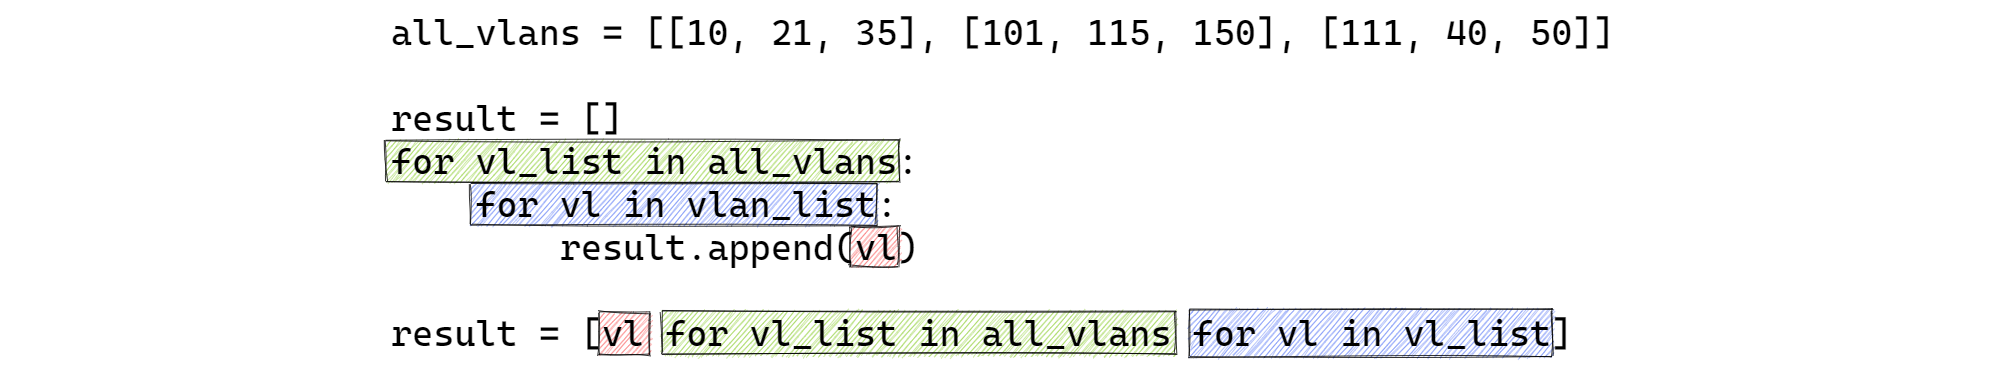 all_vlans = [[10, 21, 35], [101, 115, 150], [111, 40, 50]]
result = []
for vl_list in all_vlans:
    for vl in vlan_list:
        result.append(vl)
result = [vl for vl_list in all_vlans for vl in vl_list]